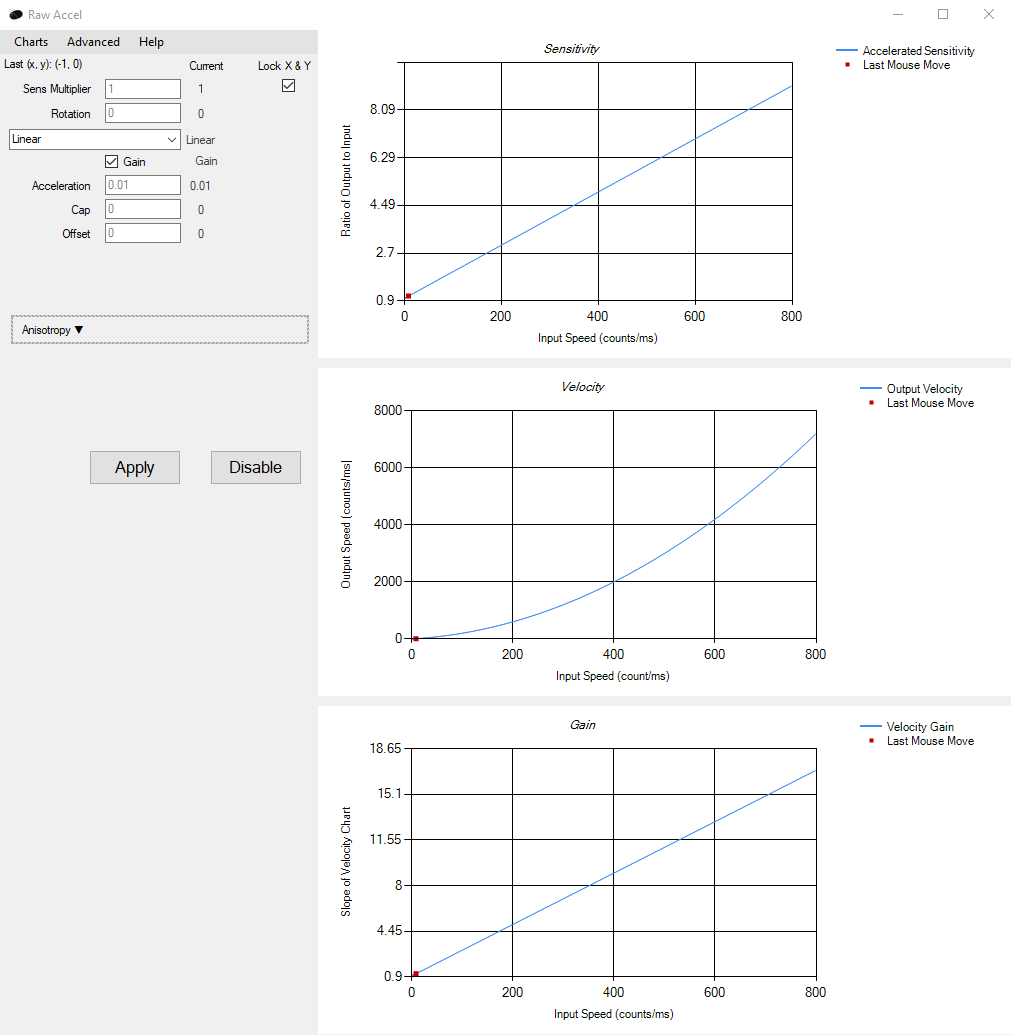 Raw Accel
Charts Advanced Help
Last (x, y): (-1, 0)
Current
Lock X & Y
Sens Multiplier 1 1
Rotation 0 0
Linear Linear
Gain Gain
Acceleration 0.01 0.01
Cap 0 0
Offset 0 0
Anisotropy ▼
Apply Disable
Sensitivity
Accelerated Sensitivity
Last Mouse Move
Ratio of Output to Input
8.09
6.29
4.49
2.7
0.9
0 200 400 600 800
Input Speed (counts/ms)
Velocity
Output Velocity
Last Mouse Move
Output Speed (counts/ms)
8000
6000
4000
2000
0
0 200 400 600 800
Input Speed (count/ms)
Gain
Velocity Gain
Last Mouse Move
Slope of Velocity Chart
18.65
15.1
11.55
8
4.45
0.9
0 200 400 600 800
Input Speed (counts/ms)